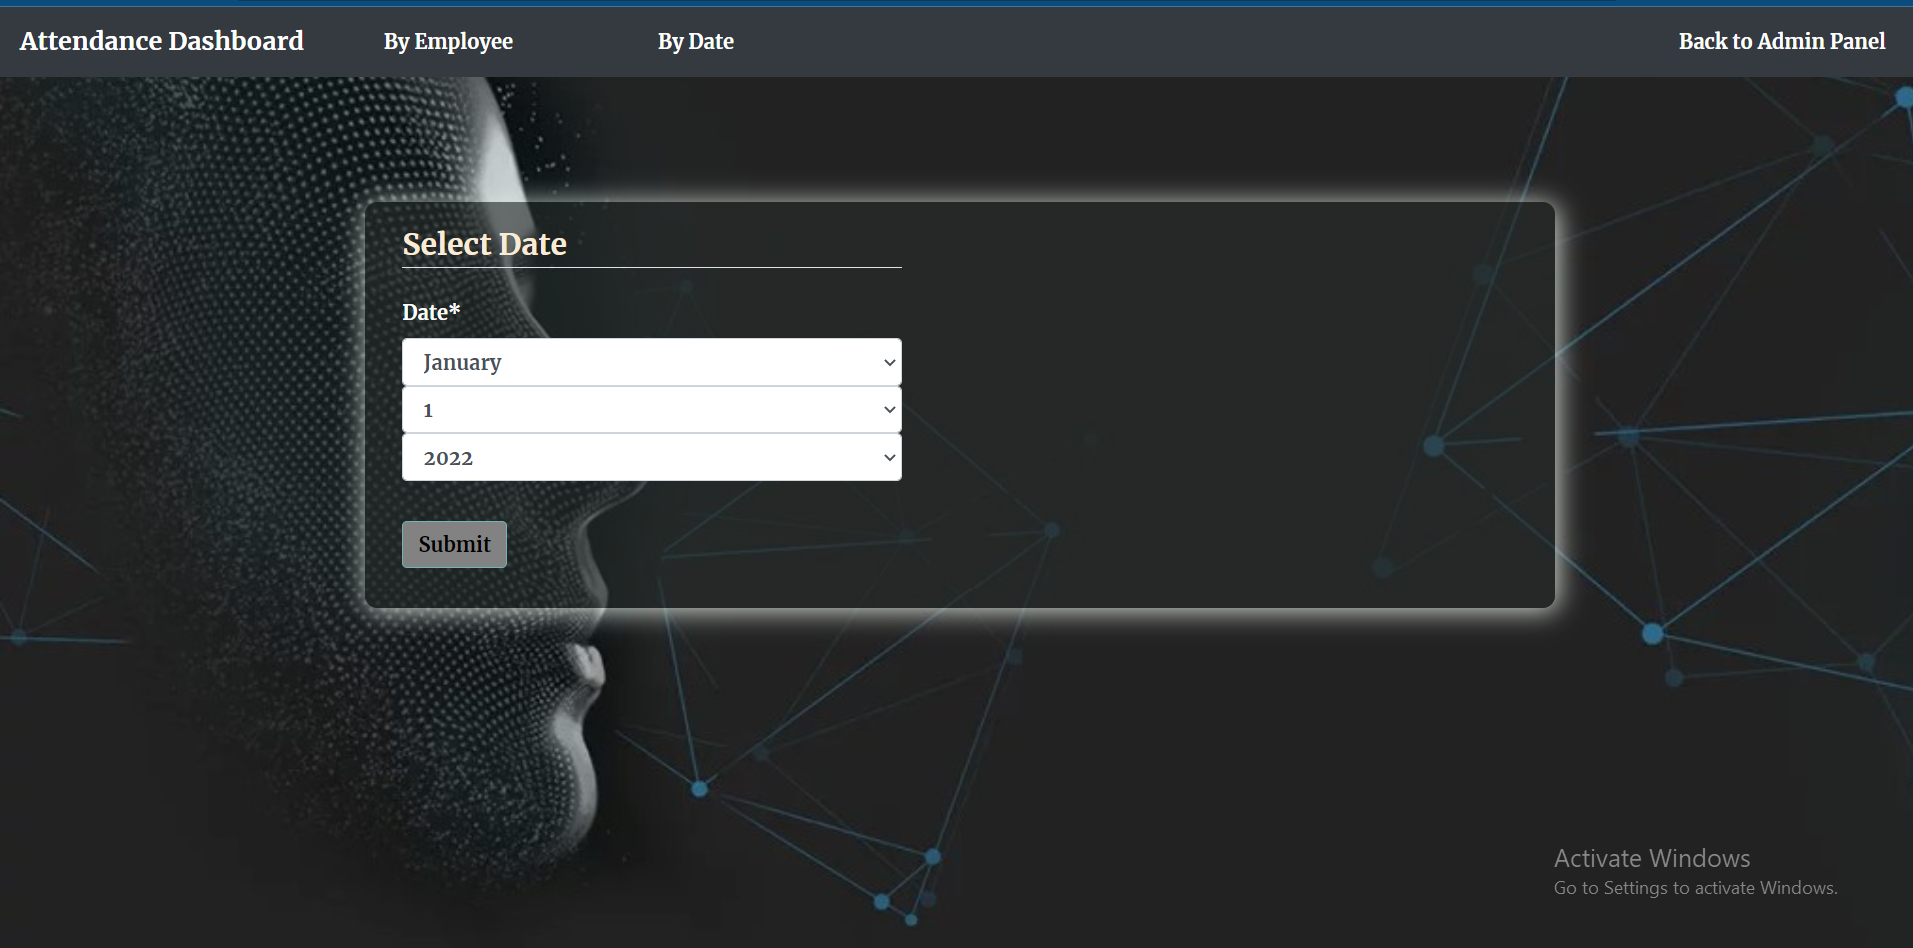 Attendance Dashboard By Employee By Date Back to Admin Panel
Select Date
Date*
January
1
2022
Submit
Activate Windows
Go to Settings to activate Windows.